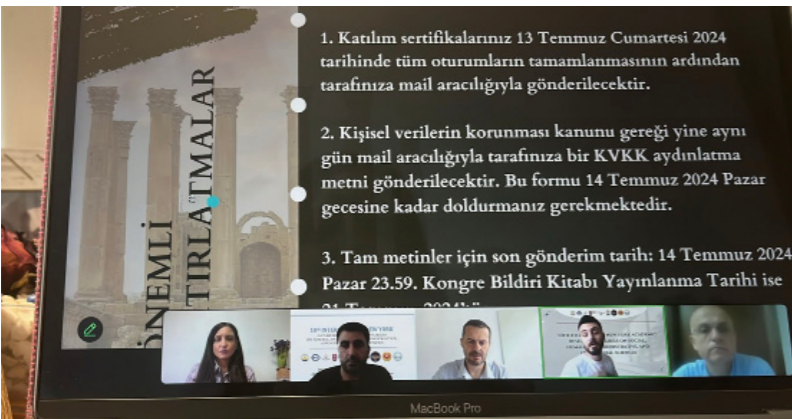 1. Katılım sertifikalarınız 13 Temmuz Cumartesi 2024
tarihinde tüm oturumların tamamlanmasının ardından
tarafınıza mail aracılığıyla gönderilecektir.
2. Kişisel verilerin korunması kanunu gereği yine aynı
gün mail aracılığıyla tarafınıza bir KVKK aydınlatma
metni gönderilecektir. Bu formu 14 Temmuz 2024 Pazar
gecesine kadar doldurmanız gerekmektedir.
3. Tam metinler için son gönderim tarih: 14 Temmuz 2024
Pazar 23.59. Kongre Bildiri Kitabı Yayınlanma Tarihi ise
ÖNEMLİ
TIRLATMALAR
MacBook Pro